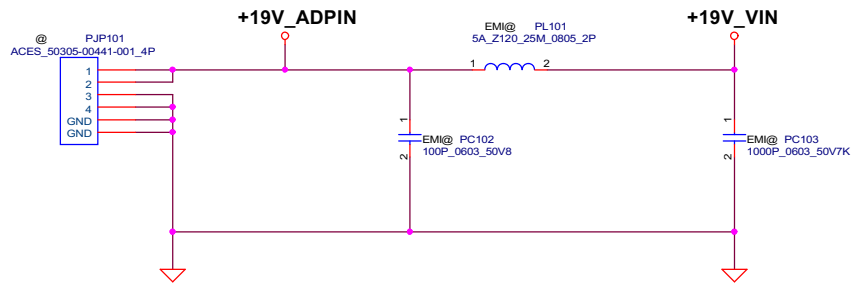 +19V_ADPIN
+19V_VIN
@ PJP101
ACES_50305-00441-001_4P
EMI@ PL101
5A_Z120_25M_0805_2P
1
2
3
4
GND
GND
1 2
1
EMI@ PC102
100P_0603_50V8
2
1
EMI@ PC103
1000P_0603_50V7K
2